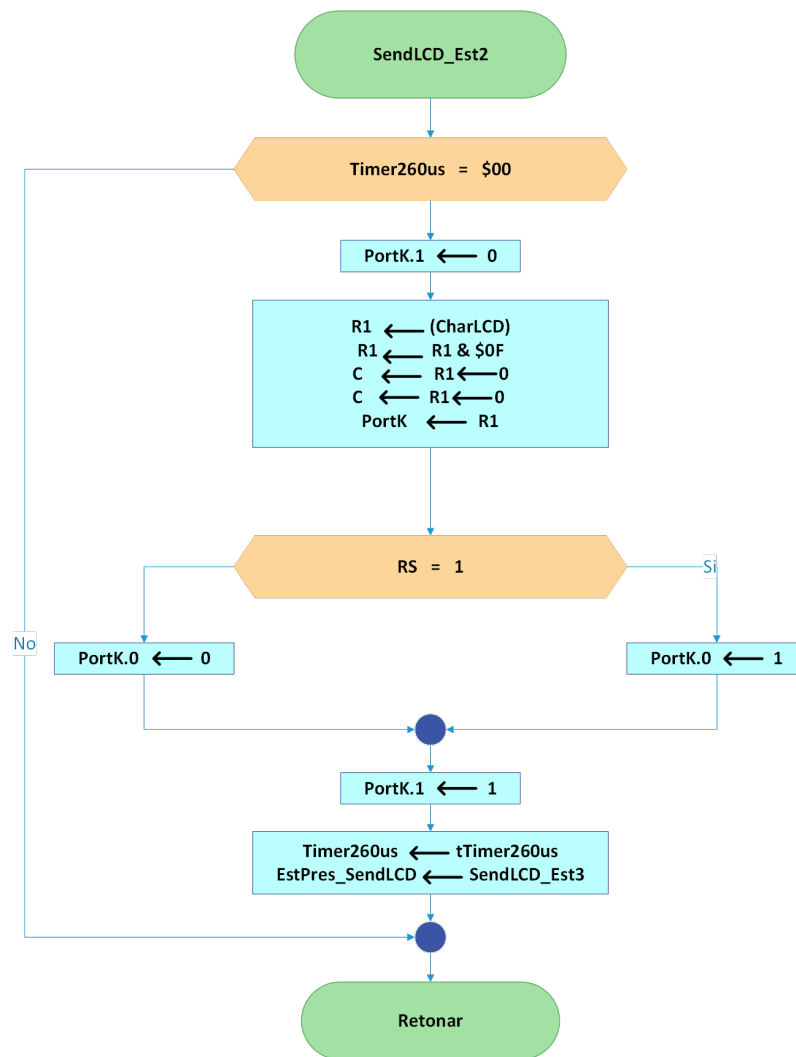 SendLCD_Est2
Timer260us = $00
PortK.1 ← 0
R1 ← (CharLCD)
R1 ← R1 & $0F
C ← R1 ← 0
C ← R1 ← 0
PortK ← R1
RS = 1
Si
No
PortK.0 ← 0
PortK.0 ← 1
PortK.1 ← 1
Timer260us ← tTimer260us
EstPres_SendLCD ← SendLCD_Est3
Retonar